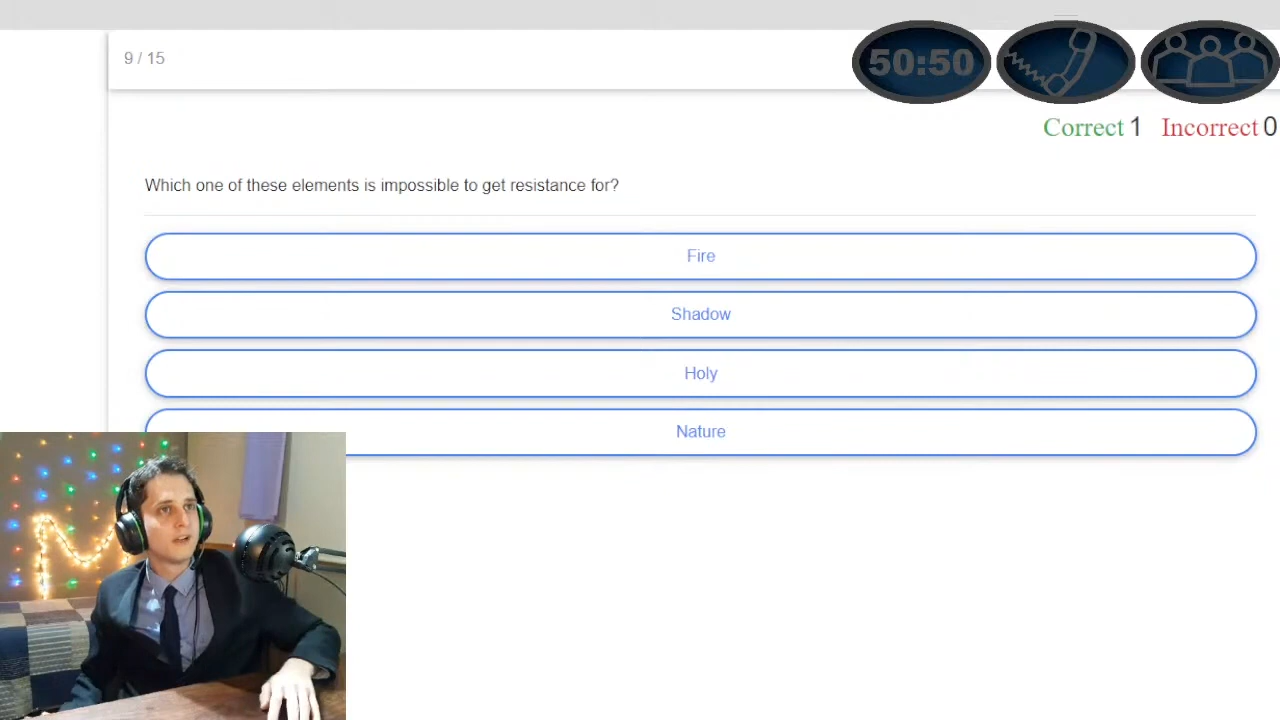 9 / 15
50:50
Correct 1 Incorrect 0
Which one of these elements is impossible to get resistance for?
Fire
Shadow
Holy
Nature